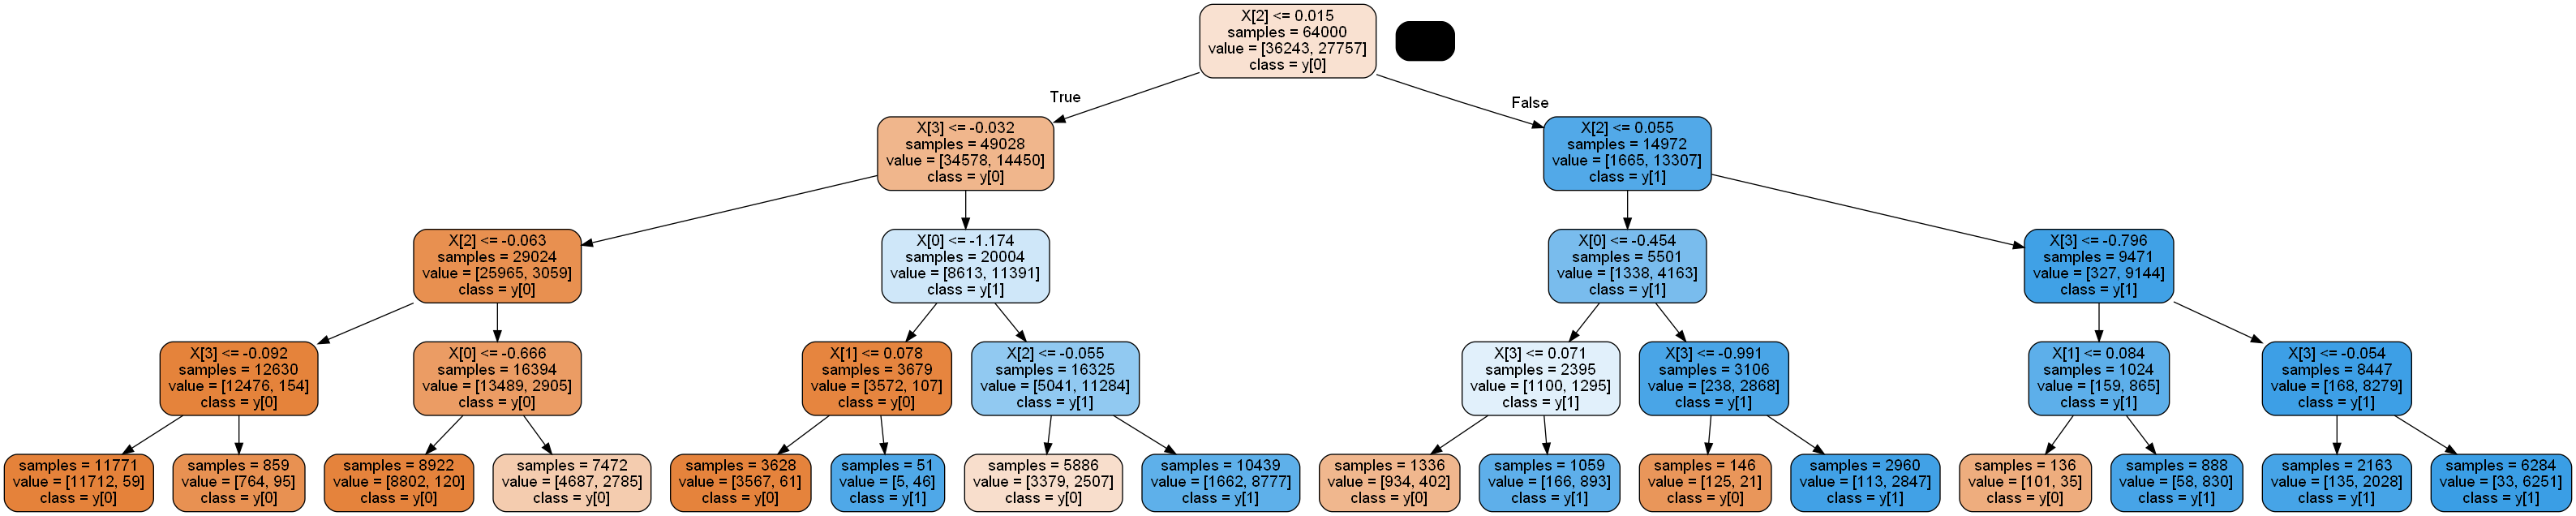 X[2] <= 0.015
samples = 64000
value = [36243, 27757]
class = y[0]
True
False
X[3] <= -0.032
samples = 49028
value = [34578, 14450]
class = y[0]
X[2] <= 0.055
samples = 14972
value = [1665, 13307]
class = y[1]
X[2] <= -0.063
samples = 29024
value = [25965, 3059]
class = y[0]
X[0] <= -1.174
samples = 20004
value = [8613, 11391]
class = y[1]
X[0] <= -0.454
samples = 5501
value = [1338, 4163]
class = y[1]
X[3] <= -0.796
samples = 9471
value = [327, 9144]
class = y[1]
X[3] <= -0.092
samples = 12630
value = [12476, 154]
class = y[0]
X[0] <= -0.666
samples = 16394
value = [13489, 2905]
class = y[0]
X[1] <= 0.078
samples = 3679
value = [3572, 107]
class = y[0]
X[2] <= -0.055
samples = 16325
value = [5041, 11284]
class = y[1]
X[3] <= 0.071
samples = 2395
value = [1100, 1295]
class = y[1]
X[3] <= -0.991
samples = 3106
value = [238, 2868]
class = y[1]
X[1] <= 0.084
samples = 1024
value = [159, 865]
class = y[1]
X[3] <= -0.054
samples = 8447
value = [168, 8279]
class = y[1]
samples = 11771
value = [11712, 59]
class = y[0]
samples = 859
value = [764, 95]
class = y[0]
samples = 8922
value = [8802, 120]
class = y[0]
samples = 7472
value = [4687, 2785]
class = y[0]
samples = 3628
value = [3567, 61]
class = y[0]
samples = 51
value = [5, 46]
class = y[1]
samples = 5886
value = [3379, 2507]
class = y[0]
samples = 10439
value = [1662, 8777]
class = y[1]
samples = 1336
value = [934, 402]
class = y[0]
samples = 1059
value = [166, 893]
class = y[1]
samples = 146
value = [125, 21]
class = y[0]
samples = 2960
value = [113, 2847]
class = y[1]
samples = 136
value = [101, 35]
class = y[0]
samples = 888
value = [58, 830]
class = y[1]
samples = 2163
value = [135, 2028]
class = y[1]
samples = 6284
value = [33, 6251]
class = y[1]